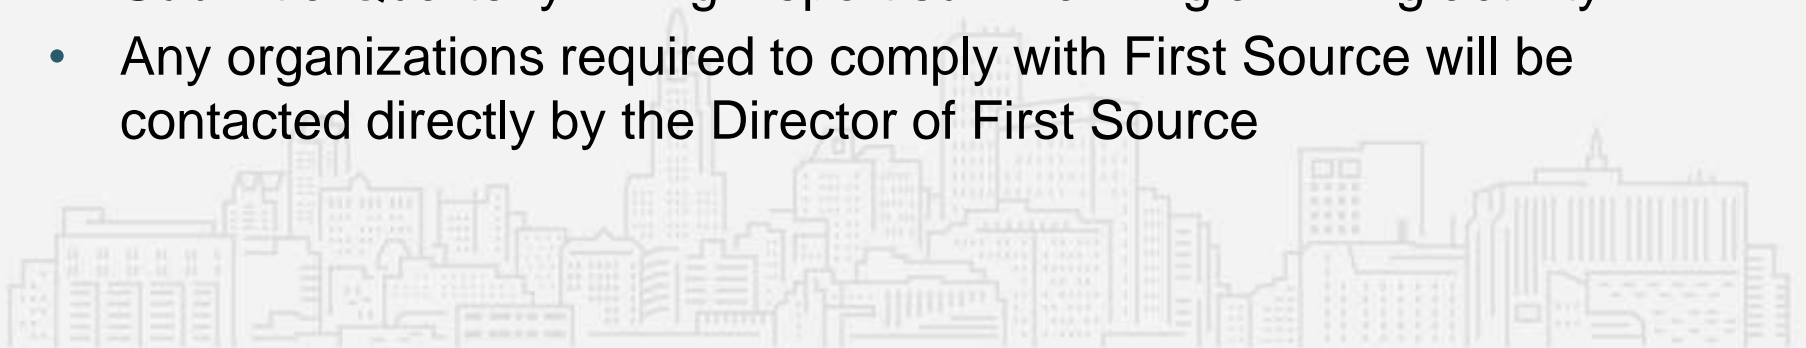 • Any organizations required to comply with First Source will be
contacted directly by the Director of First Source